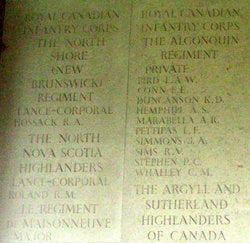 ROYAL CANADIAN
INFANTRY CORPS
THE NORTH
SHORE
(NEW
BRUNSWICK)
REGIMENT
LANCE-CORPORAL
BOSSACK R.A.
THE NORTH
NOVA SCOTIA
HIGHLANDERS
LANCE-CORPORAL
ROLAND R.M.
LE REGIMENT
DE MAISONNEUVE
MAJOR
ROYAL CANADIAN
INFANTRY CORPS
THE ALGONQUIN
REGIMENT
PRIVATE
BIRD L.A.W.
CONN E.E.
DUNCANSON R.D.
HEMPHILL A.S.
MARABELLA A.R.
PETTIPAS L.F.
SIMMONS J.A.
SIMS R.V.
STEPHEN P.C.
WHALLEY C.M.
THE ARGYLL AND
SUTHERLAND
HIGHLANDERS
OF CANADA